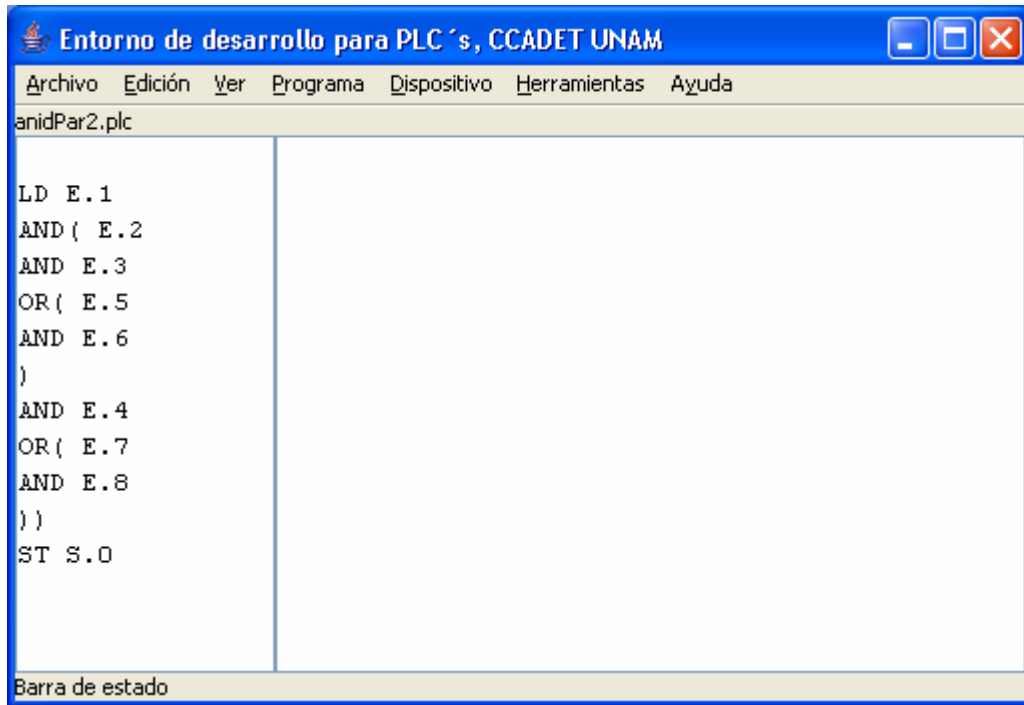 Entorno de desarrollo para PLC ´s, CCADET UNAM
Archivo Edición Ver Programa Dispositivo Herramientas Ayuda
anidPar2.plc
LD E.1
AND( E.2
AND E.3
OR( E.5
AND E.6
)
AND E.4
OR( E.7
AND E.8
))
ST S.0
Barra de estado